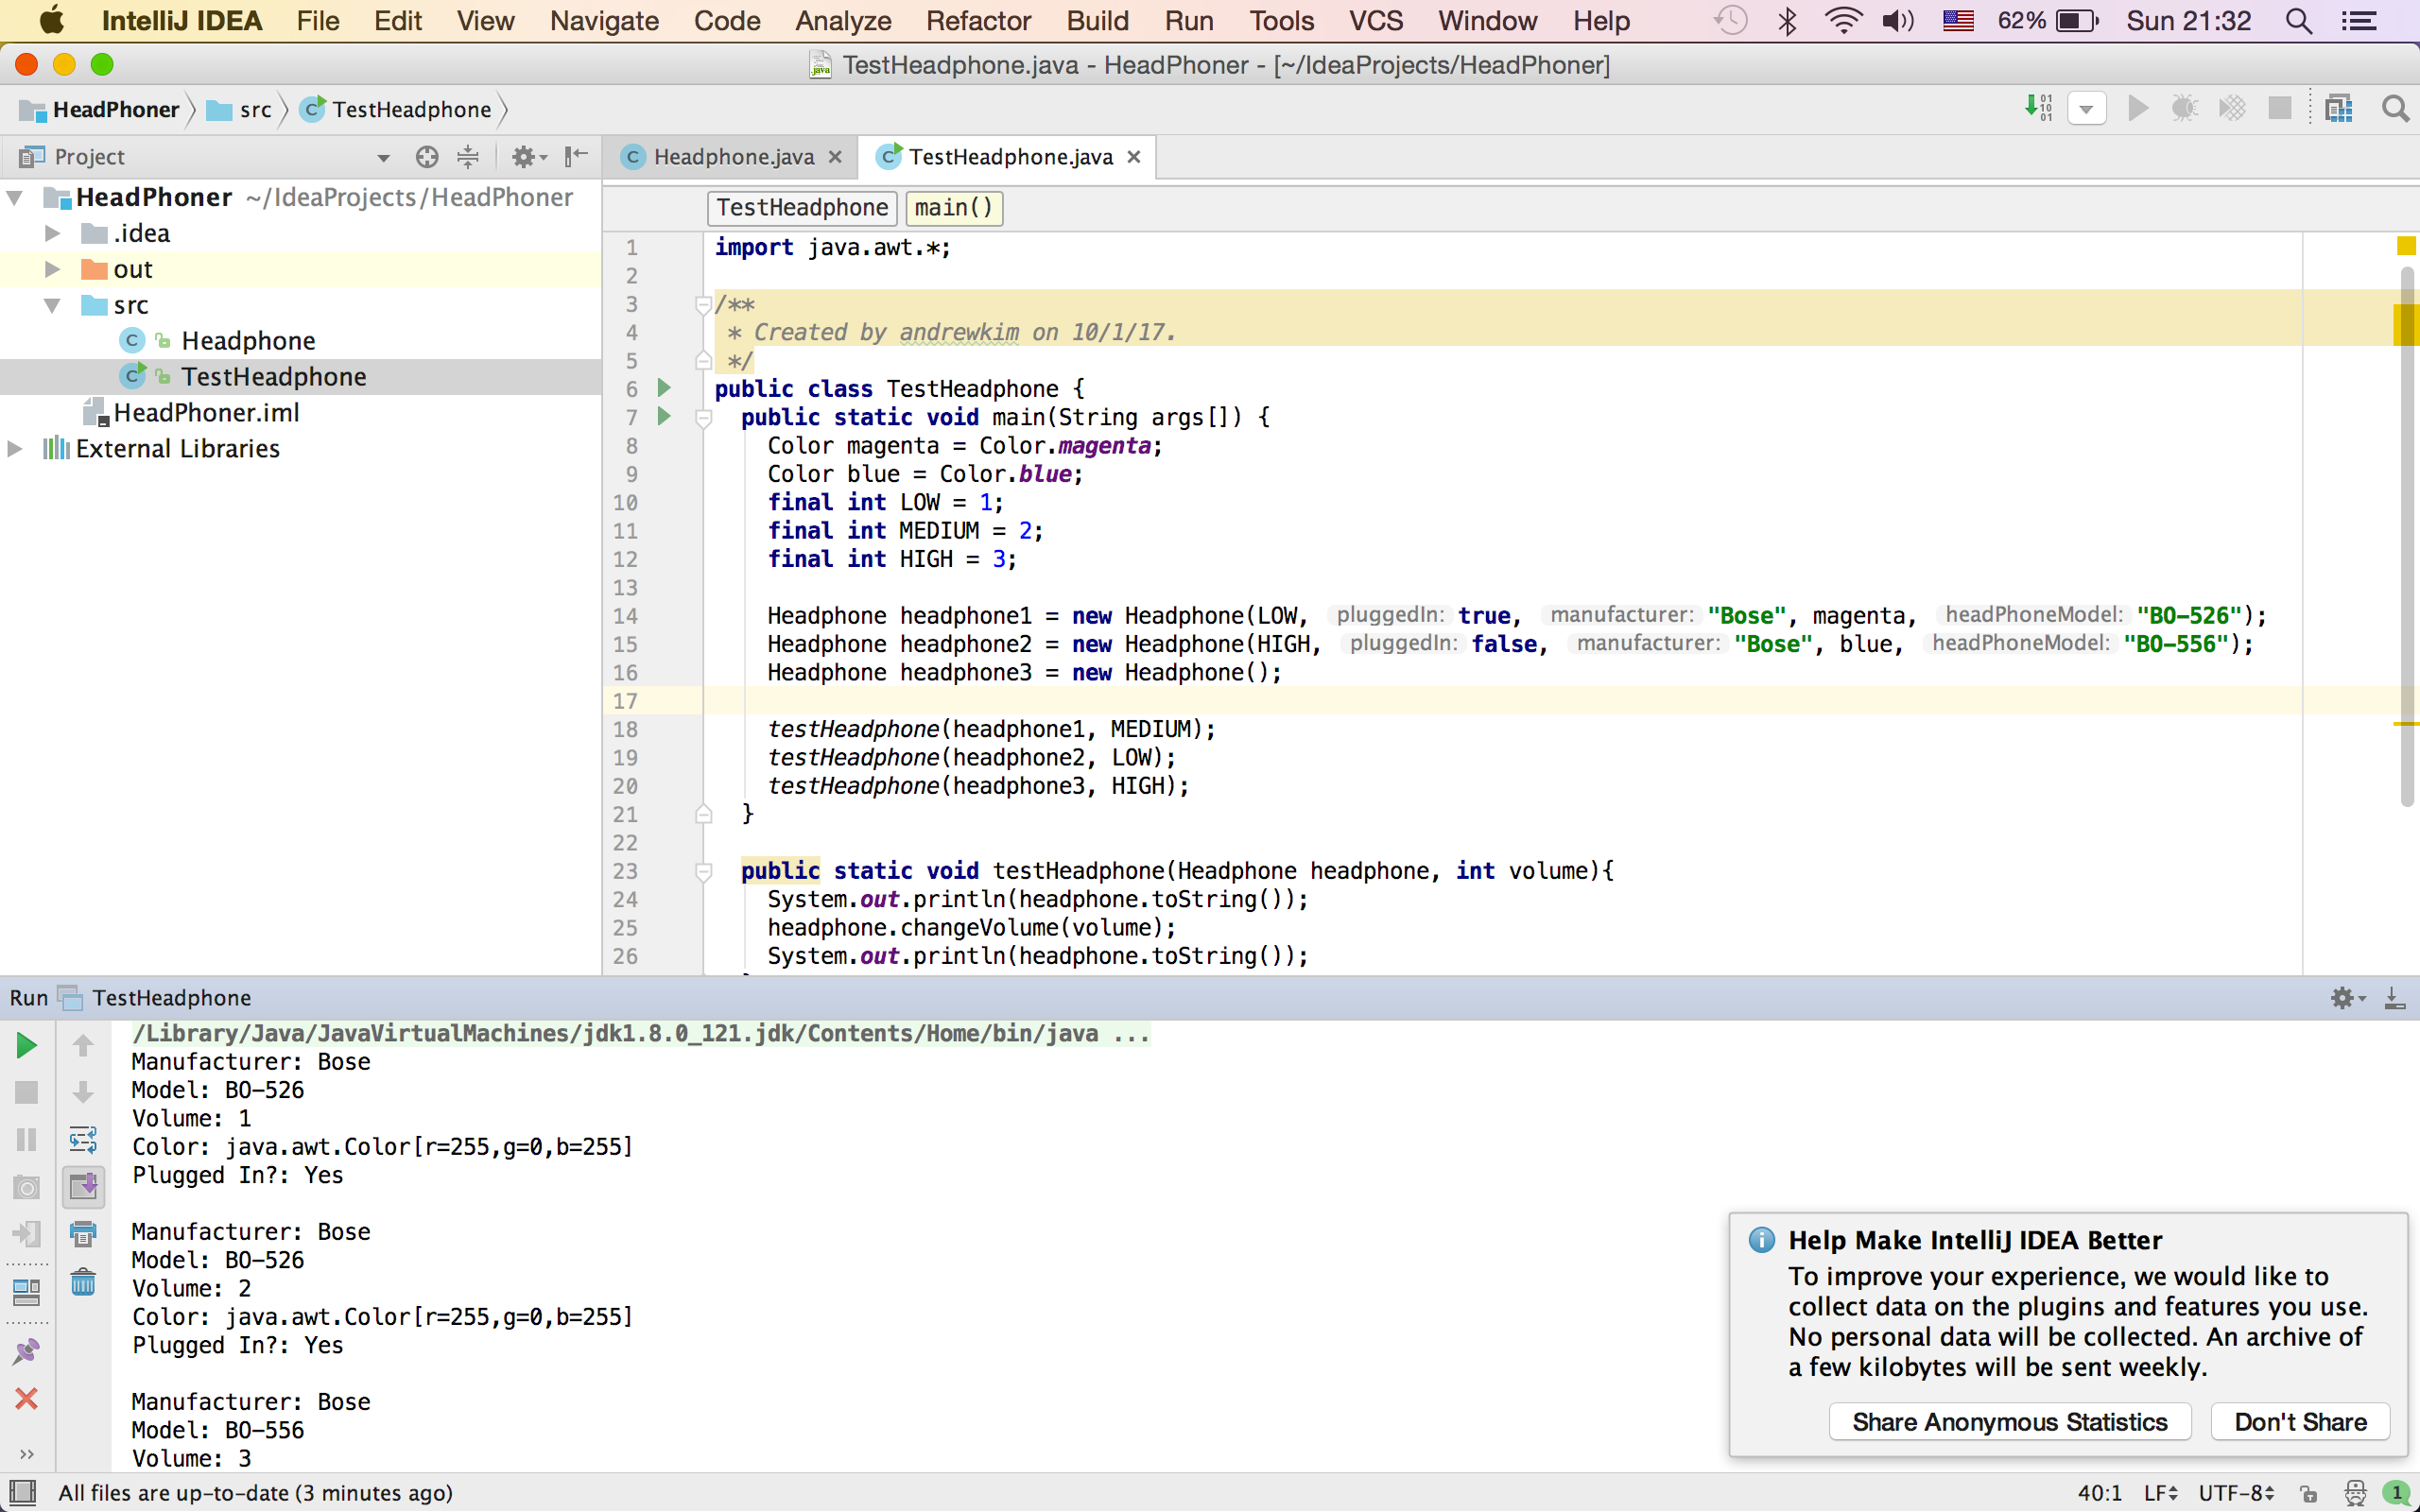 IntelliJ IDEA File Edit View Navigate Code Analyze Refactor Build Run Tools VCS Window Help 62% Sun 21:32
TestHeadphone.java - HeadPhoner - [~/IdeaProjects/HeadPhoner]
HeadPhoner src TestHeadphone
Project
HeadPhoner ~/IdeaProjects/HeadPhoner
.idea
out
src
Headphone
TestHeadphone
HeadPhoner.iml
External Libraries
Headphone.java TestHeadphone.java
TestHeadphone main()
1 import java.awt.*;
2
3 /**
4 * Created by andrewkim on 10/1/17.
5 */
6 public class TestHeadphone {
7 public static void main(String args[]) {
8 Color magenta = Color.magenta;
9 Color blue = Color.blue;
10 final int LOW = 1;
11 final int MEDIUM = 2;
12 final int HIGH = 3;
13
14 Headphone headphone1 = new Headphone(LOW, pluggedIn: true, manufacturer: "Bose", magenta, headPhoneModel: "BO-526");
15 Headphone headphone2 = new Headphone(HIGH, pluggedIn: false, manufacturer: "Bose", blue, headPhoneModel: "BO-556");
16 Headphone headphone3 = new Headphone();
17
18 testHeadphone(headphone1, MEDIUM);
19 testHeadphone(headphone2, LOW);
20 testHeadphone(headphone3, HIGH);
21 }
22
23 public static void testHeadphone(Headphone headphone, int volume){
24 System.out.println(headphone.toString());
25 headphone.changeVolume(volume);
26 System.out.println(headphone.toString());
Run TestHeadphone
/Library/Java/JavaVirtualMachines/jdk1.8.0_121.jdk/Contents/Home/bin/java ...
Manufacturer: Bose
Model: BO-526
Volume: 1
Color: java.awt.Color[r=255,g=0,b=255]
Plugged In?: Yes
Manufacturer: Bose
Model: BO-526
Volume: 2
Color: java.awt.Color[r=255,g=0,b=255]
Plugged In?: Yes
Manufacturer: Bose
Model: BO-556
Volume: 3
Help Make IntelliJ IDEA Better
To improve your experience, we would like to
collect data on the plugins and features you use.
No personal data will be collected. An archive of
a few kilobytes will be sent weekly.
Share Anonymous Statistics Don't Share
All files are up-to-date (3 minutes ago) 40:1 LF UTF-8 1